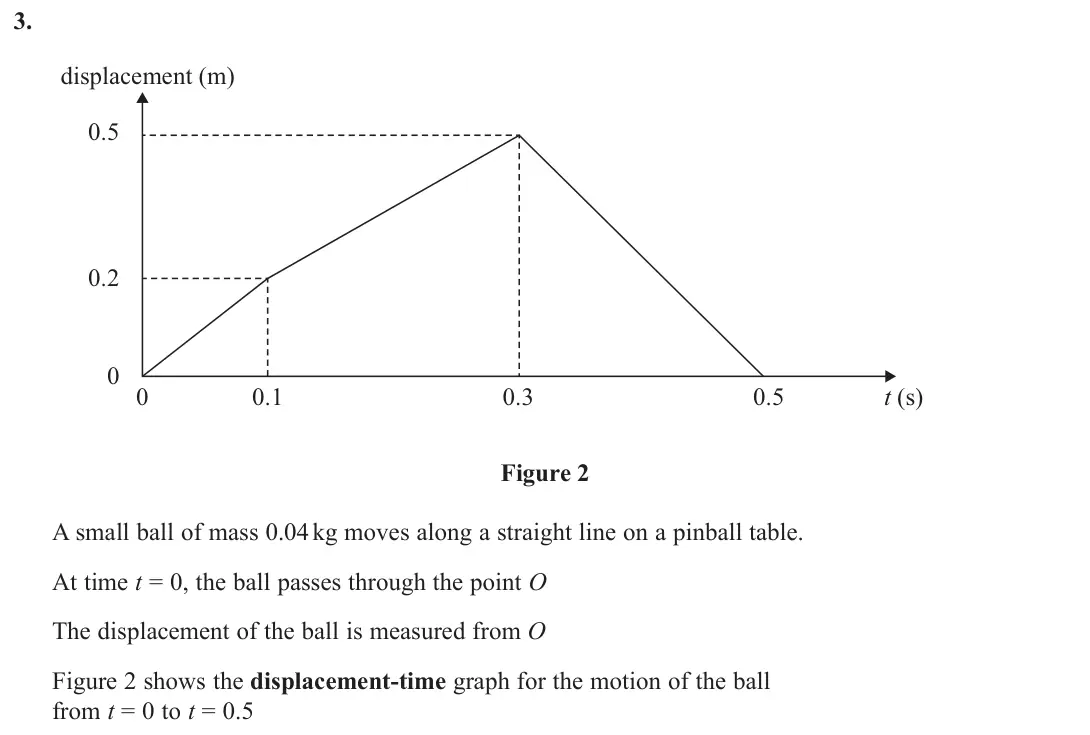 3.
displacement (m)
0.5
0.2
0
0 0.1 0.3 0.5 t (s)
Figure 2
A small ball of mass 0.04 kg moves along a straight line on a pinball table.
At time t = 0, the ball passes through the point O
The displacement of the ball is measured from O
Figure 2 shows the displacement-time graph for the motion of the ball
from t = 0 to t = 0.5